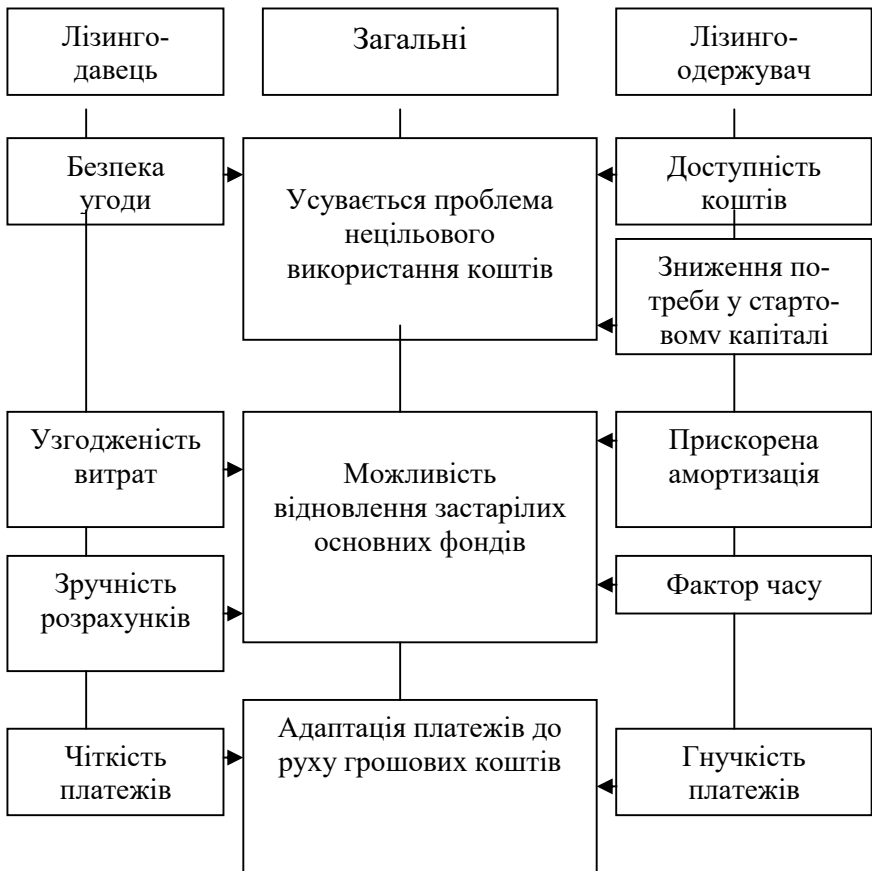 Лізинго-
давець
Загальні
Лізинго-
одержувач
Безпека
угоди
Усувається проблема
нецільового
використання коштів
Доступність
коштів
Зниження по-
треби у старто-
вому капіталі
Узгодженість
витрат
Можливість
відновлення застарілих
основних фондів
Прискорена
амортизація
Зручність
розрахунків
Фактор часу
Чіткість
платежів
Адаптація платежів до
руху грошових коштів
Гнучкість
платежів